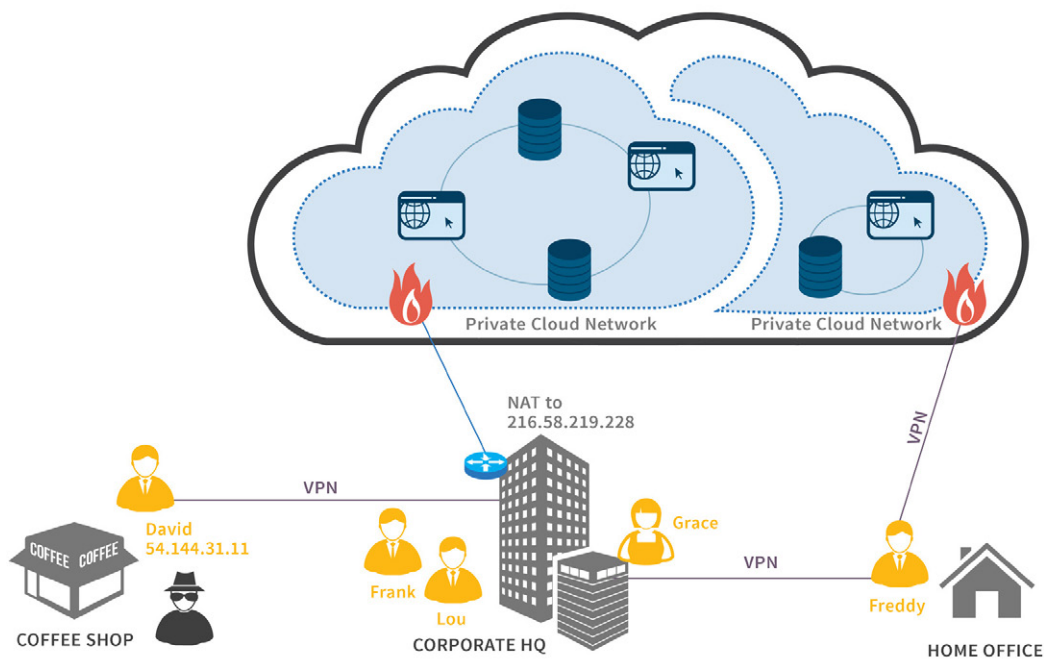 Private Cloud Network
Private Cloud Network
NAT to
216.58.219.228
VPN
VPN
David
54.144.31.11
COFFEE COFFEE
Grace
VPN
Frank
Lou
Freddy
COFFEE SHOP
CORPORATE HQ
HOME OFFICE